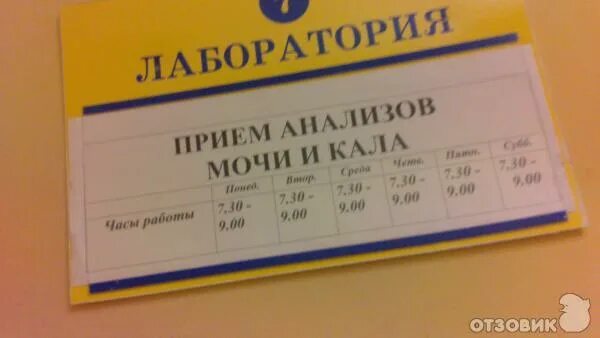 7
ЛАБОРАТОРИЯ
ПРИЕМ АНАЛИЗОВ
МОЧИ И КАЛА
Понед. Втор. Среда Четв. Пятн. Субб.
Часы работы 7.30 - 7.30 - 7.30 - 7.30 - 7.30 - 7.30 -
9.00 9.00 9.00 9.00 9.00 9.00
ОТЗОВИК